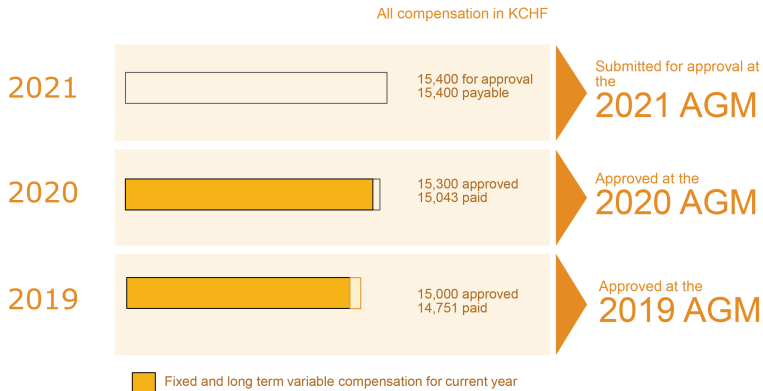 All compensation in KCHF
2021
15,400 for approval
15,400 payable
Submitted for approval at
the
2021 AGM
2020
15,300 approved
15,043 paid
Approved at the
2020 AGM
2019
15,000 approved
14,751 paid
Approved at the
2019 AGM
Fixed and long term variable compensation for current year